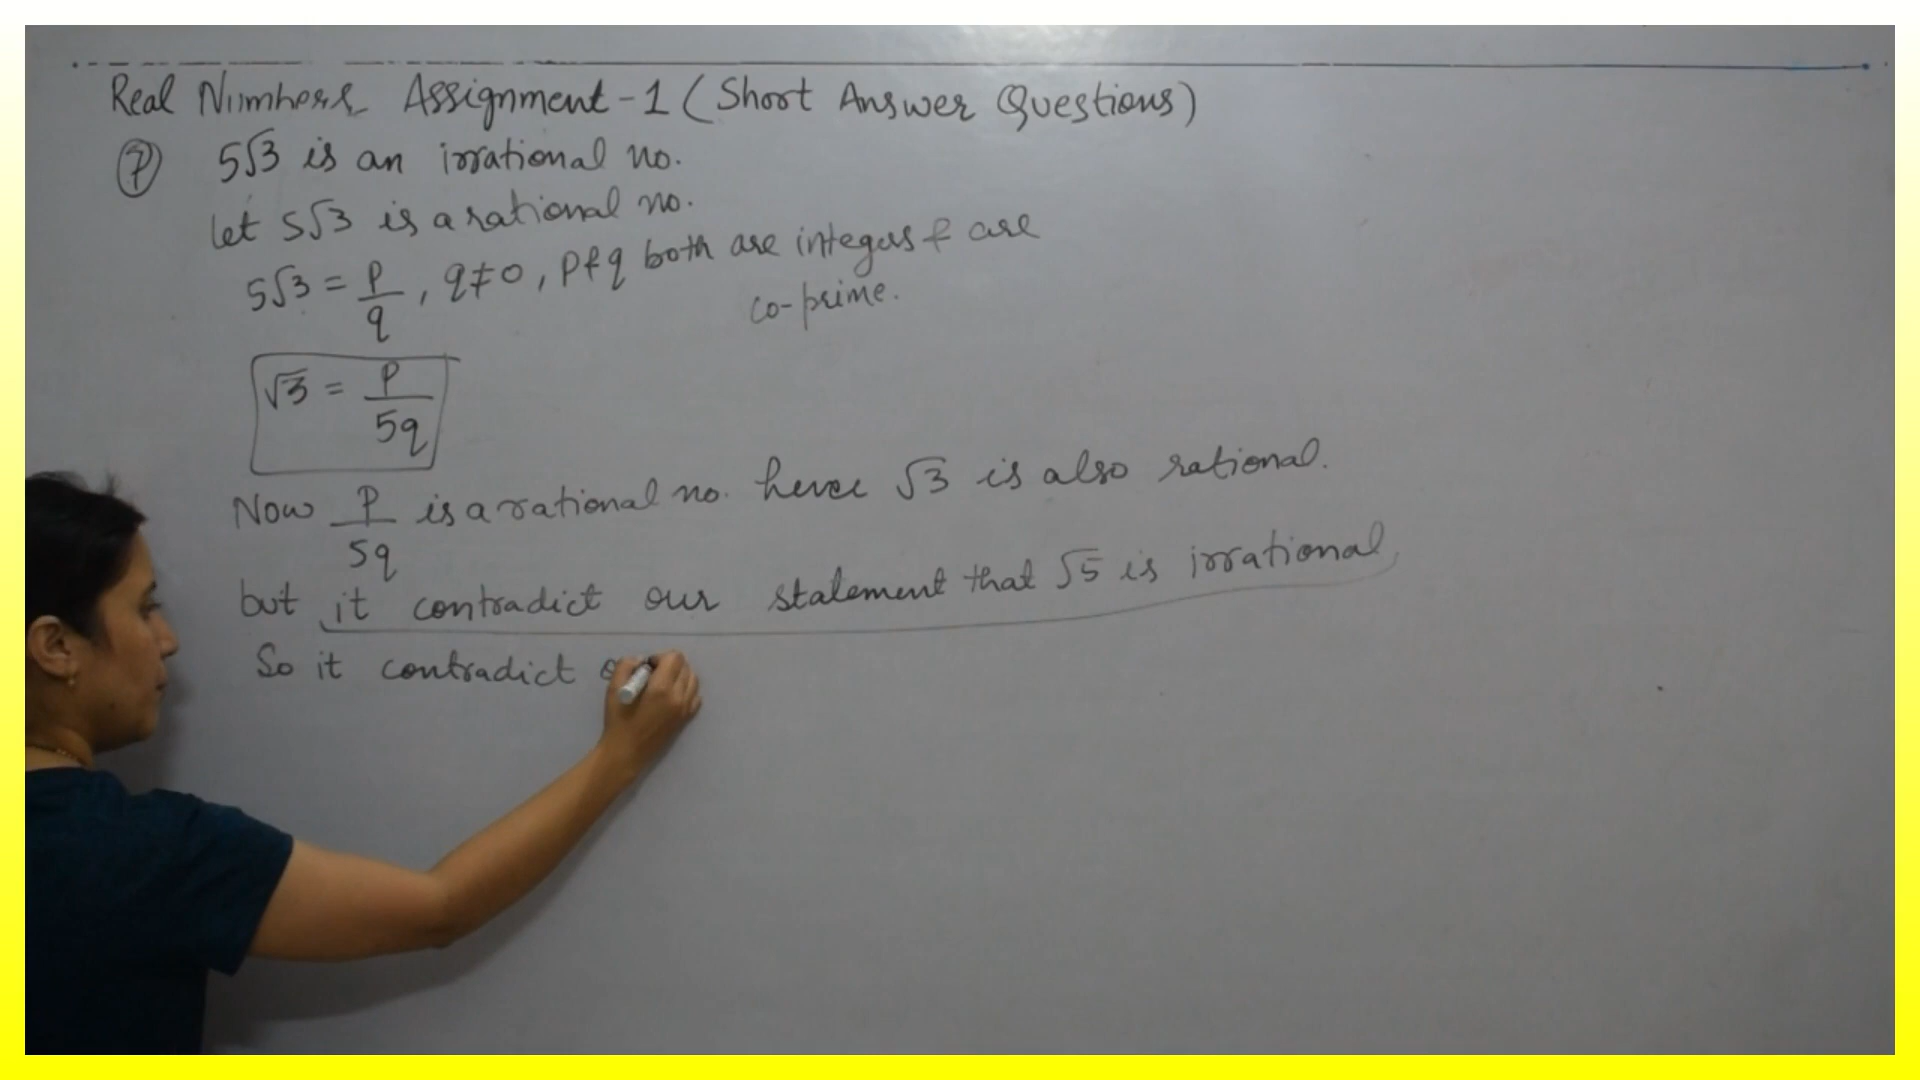 Real Numbers Assignment-1 (Short Answer Questions)
⑦ 5√3 is an irrational no.
let 5√3 is a rational no.
5√3 = p/q, q≠0, p & q both are integers & are
co-prime.
√3 = p/5q
Now p/5q is a rational no. hence √3 is also rational.
but it contradict our statement that √5 is irrational
So it contradict